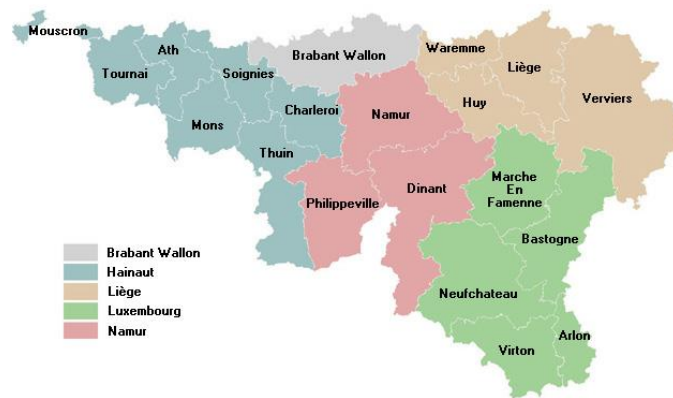 Mouscron
Ath
Tournai
Soignies
Brabant Wallon
Waremme
Liège
Mons
Charleroi
Namur
Huy
Verviers
Thuin
Philippeville
Dinant
Marche
En
Famenne
Bastogne
Neufchateau
Virton
Arlon
Brabant Wallon
Hainaut
Liège
Luxembourg
Namur